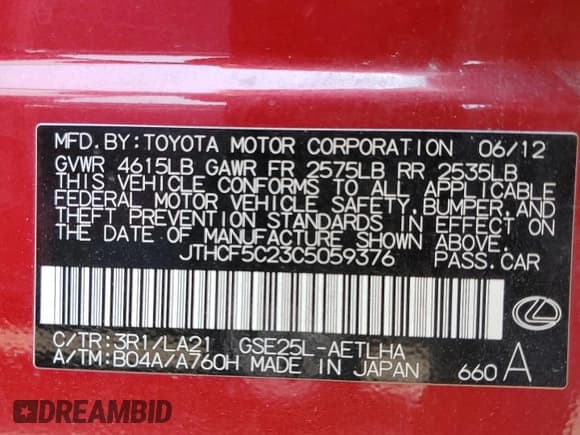 MFD.BY:TOYOTA MOTOR CORPORATION 06/12
GVWR 4615LB GAWR FR 2575LB RR 2535LB
THIS VEHICLE CONFORMS TO ALL APPLICABLE
FEDERAL MOTOR VEHICLE SAFETY,BUMPER,AND
THEFT PREVENTION STANDARDS IN EFFECT ON
THE DATE OF MANUFACTURE SHOWN ABOVE.
JTHCF5C23C5059376 PASS.CAR
C/TR:3R1/LA21 GSE25L-AETLHA
A/TM:B04A/A760H MADE IN JAPAN 660 A
DREAMBID